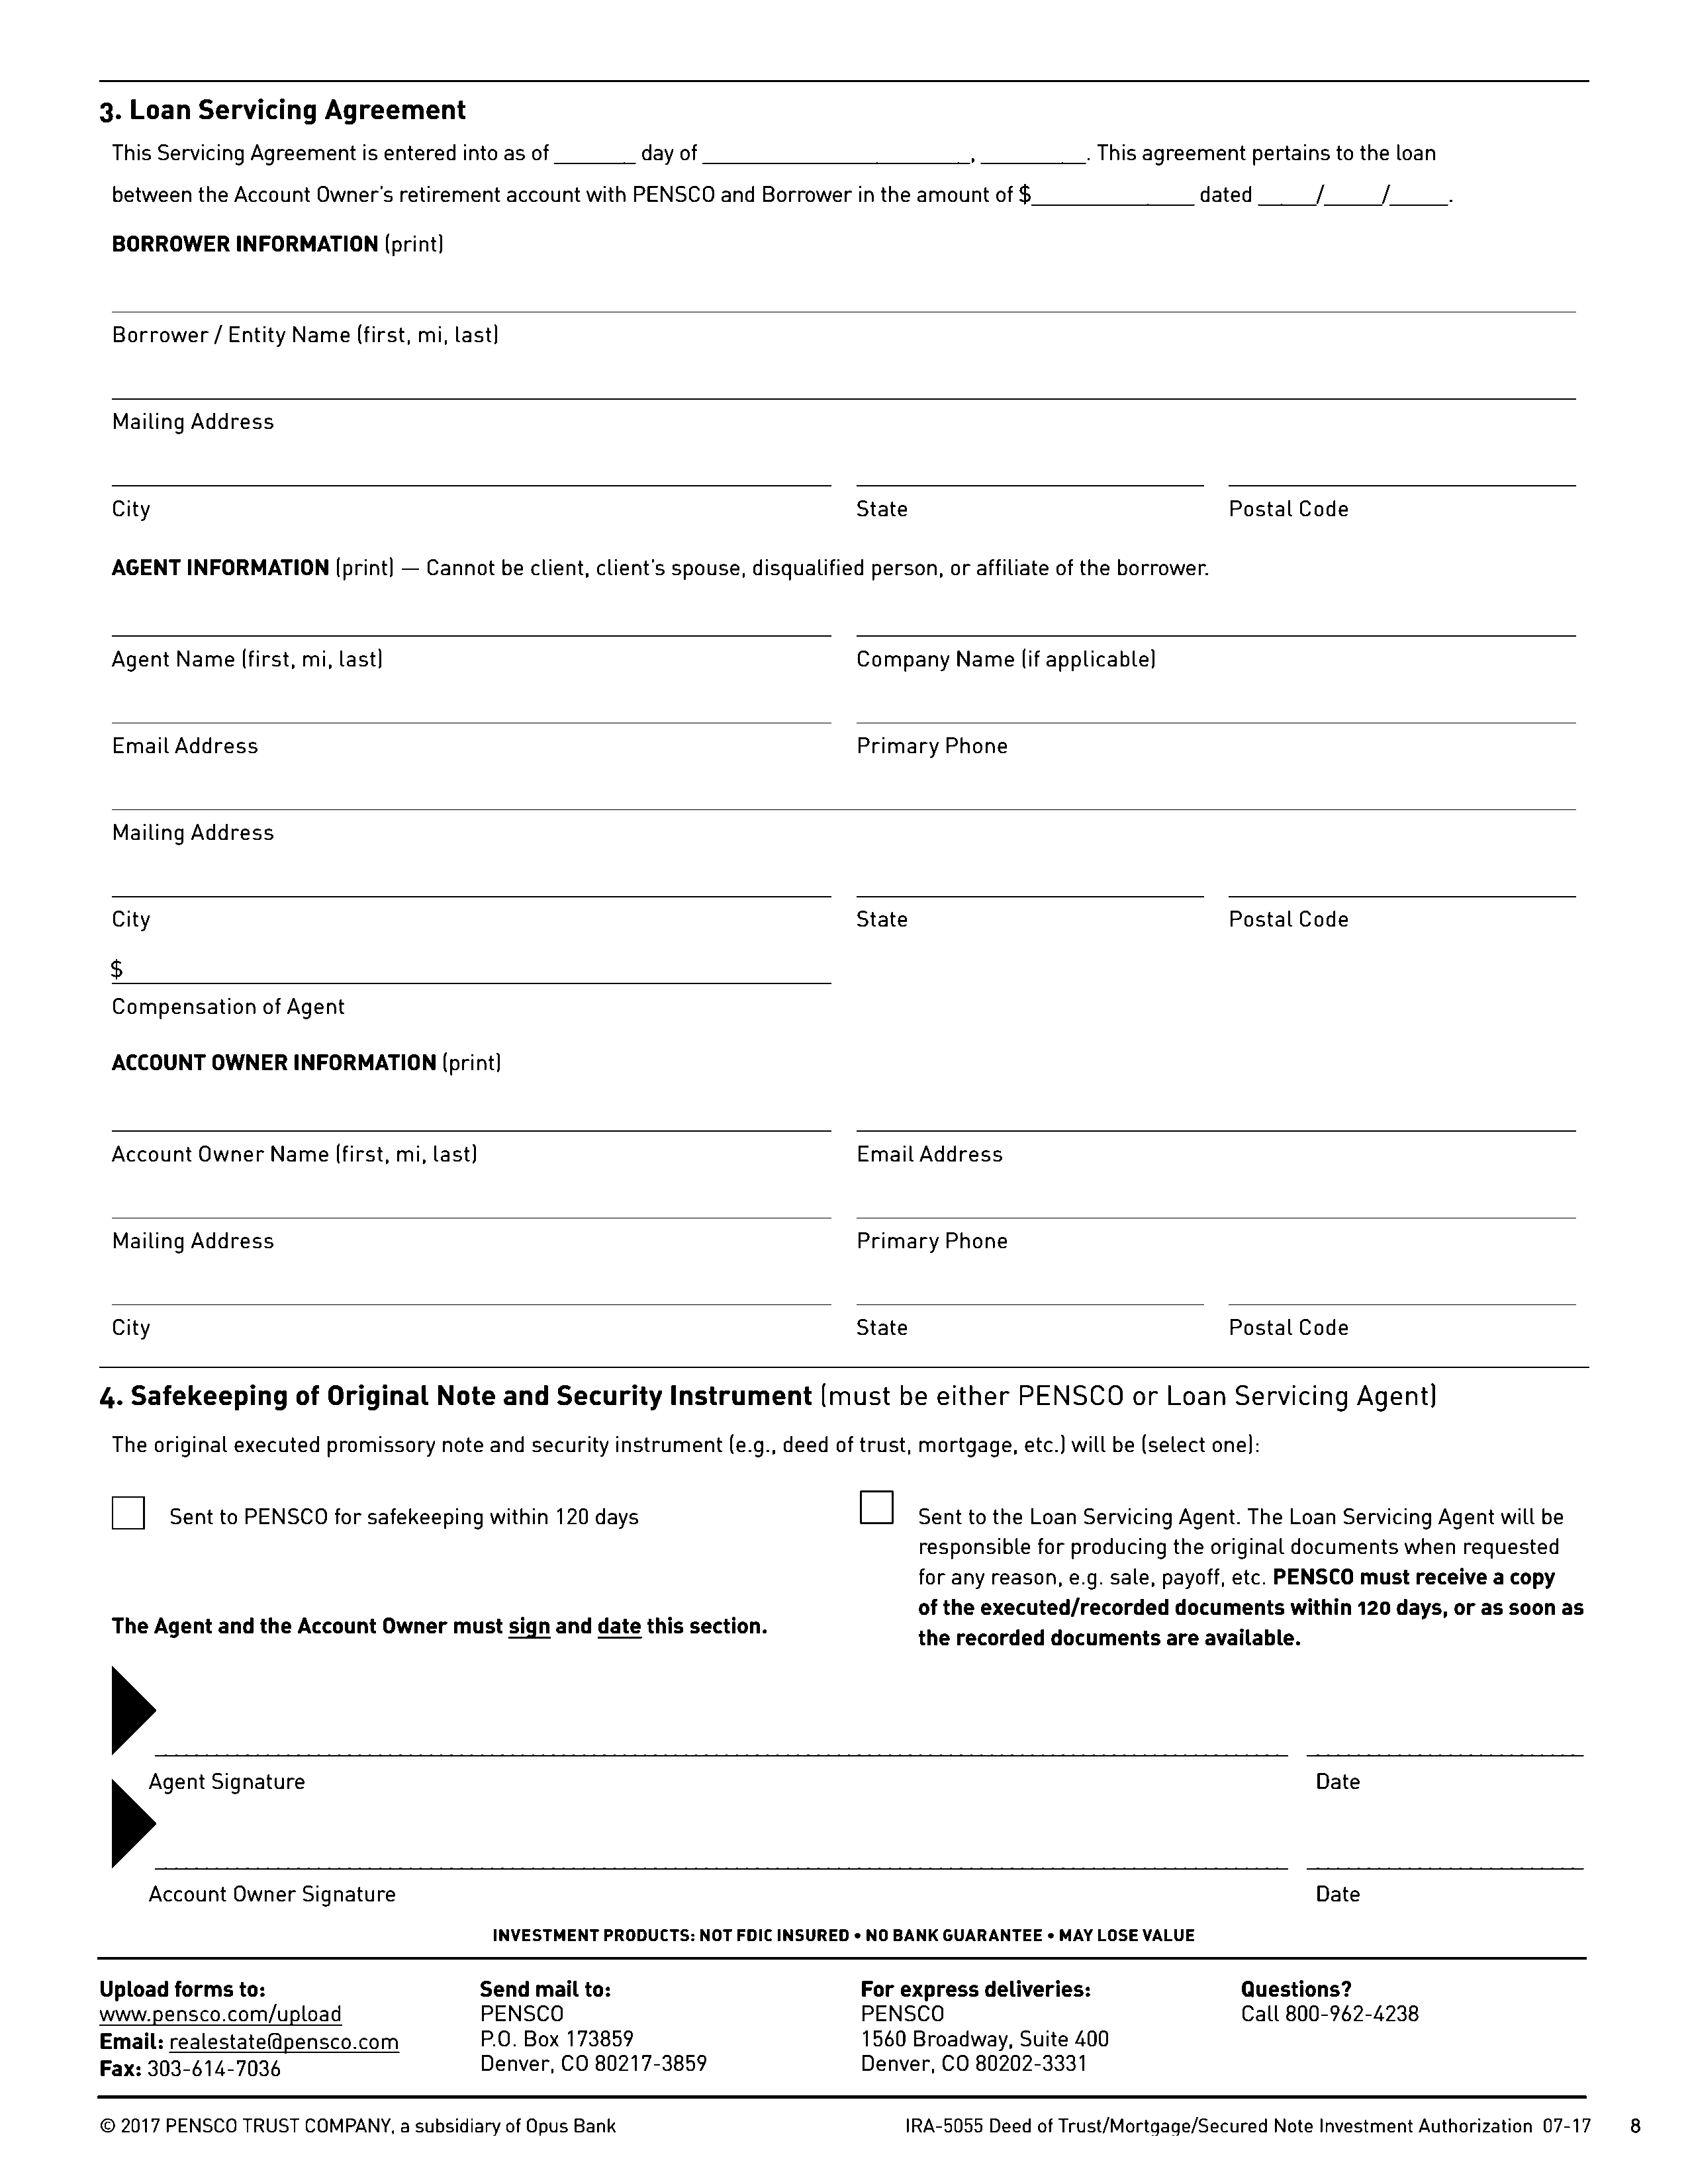 3. Loan Servicing Agreement
This Servicing Agreement is entered into as of _______ day of _______________________, _________. This agreement pertains to the loan
between the Account Owner's retirement account with PENSCO and Borrower in the amount of $______________ dated _____/_____/_____.
BORROWER INFORMATION (print)
Borrower / Entity Name (first, mi, last)
Mailing Address
City State Postal Code
AGENT INFORMATION (print) — Cannot be client, client's spouse, disqualified person, or affiliate of the borrower.
Agent Name (first, mi, last) Company Name (if applicable)
Email Address Primary Phone
Mailing Address
City State Postal Code
$
Compensation of Agent
ACCOUNT OWNER INFORMATION (print)
Account Owner Name (first, mi, last) Email Address
Mailing Address Primary Phone
City State Postal Code
4. Safekeeping of Original Note and Security Instrument (must be either PENSCO or Loan Servicing Agent)
The original executed promissory note and security instrument (e.g., deed of trust, mortgage, etc.) will be (select one):
Sent to PENSCO for safekeeping within 120 days
Sent to the Loan Servicing Agent. The Loan Servicing Agent will be
responsible for producing the original documents when requested
for any reason, e.g. sale, payoff, etc. PENSCO must receive a copy
of the executed/recorded documents within 120 days, or as soon as
the recorded documents are available.
The Agent and the Account Owner must sign and date this section.
Agent Signature Date
Account Owner Signature Date
INVESTMENT PRODUCTS: NOT FDIC INSURED • NO BANK GUARANTEE • MAY LOSE VALUE
Upload forms to:
www.pensco.com/upload
Email: realestate@pensco.com
Fax: 303-614-7036
Send mail to:
PENSCO
P.O. Box 173859
Denver, CO 80217-3859
For express deliveries:
PENSCO
1560 Broadway, Suite 400
Denver, CO 80202-3331
Questions?
Call 800-962-4238
© 2017 PENSCO TRUST COMPANY, a subsidiary of Opus Bank
IRA-5055 Deed of Trust/Mortgage/Secured Note Investment Authorization 07-17 8